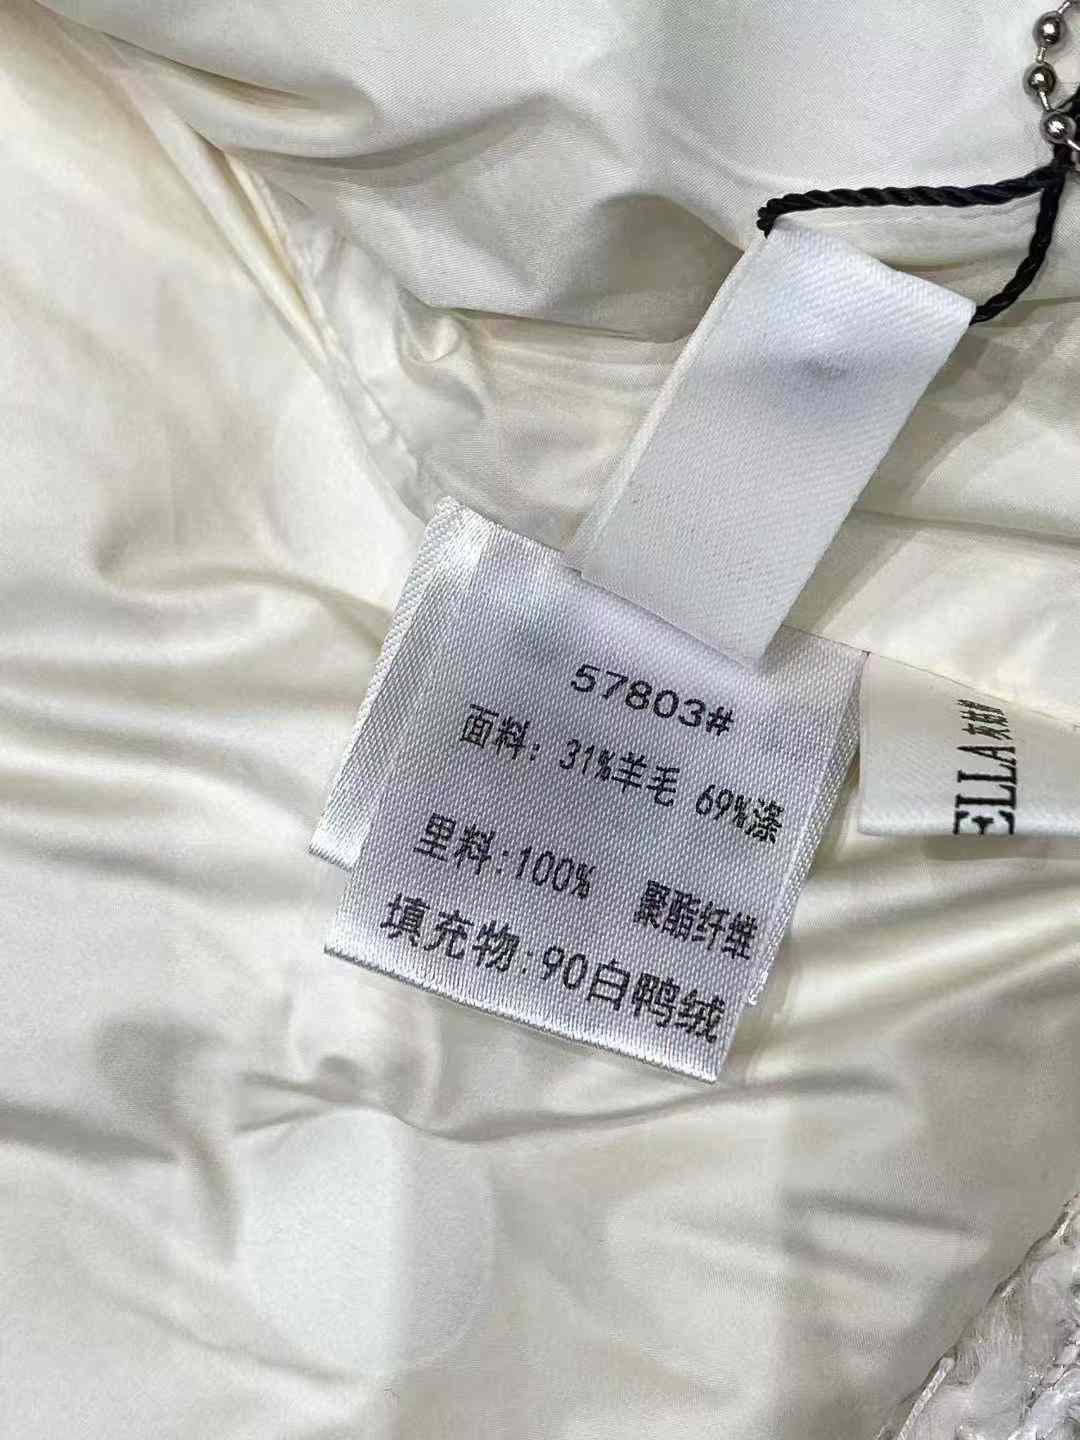 57803#
面料: 31%羊毛 69%涤
里料:100% 聚酯纤维
填充物:90白鸭绒
ELLA